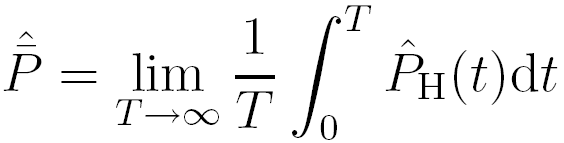 $\hat{\bar{P}} = \lim_{T \to \infty} \frac{1}{T} \int_0^T \hat{P}_{\mathrm{H}}(t) \mathrm{d}t$